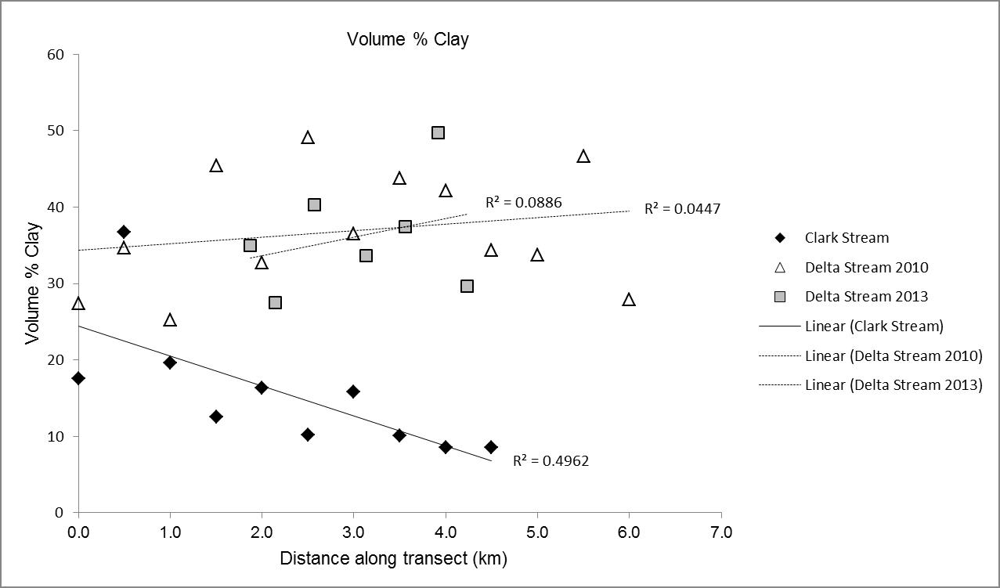 Volume % Clay
60
50
40
30
20
10
0
Volume % Clay
R² = 0.0886
R² = 0.0447
R² = 0.4962
0.0 1.0 2.0 3.0 4.0 5.0 6.0 7.0
Distance along transect (km)
Clark Stream
Delta Stream 2010
Delta Stream 2013
Linear (Clark Stream)
Linear (Delta Stream 2010)
Linear (Delta Stream 2013)